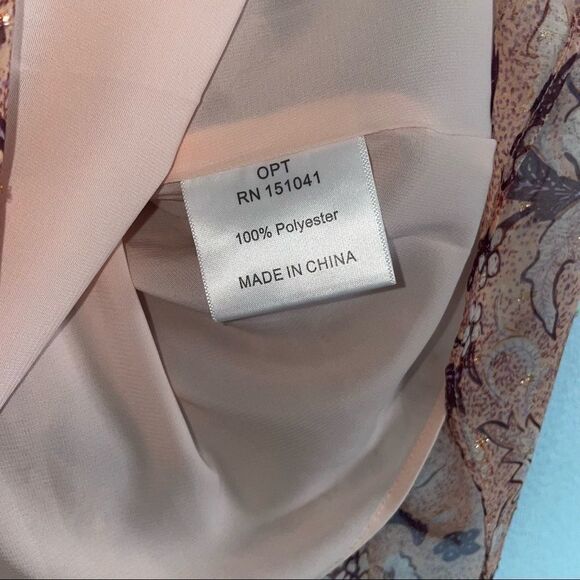 OPT
RN 151041
100% Polyester
MADE IN CHINA